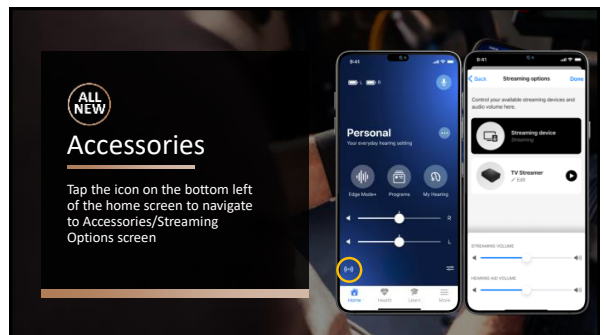 ALL
NEW
Accessories
Tap the icon on the bottom left
of the home screen to navigate
to Accessories/Streaming
Options screen
9:41
L R
Personal
Your everyday hearing setting
Edge Mode+ Programs My Hearing
R
L
Home Health Learn More
9:41
Back Streaming options Done
Control your available streaming devices and
audio volume here.
Streaming device
Streaming
TV Streamer
Edit
STREAMING VOLUME
HEARING AID VOLUME